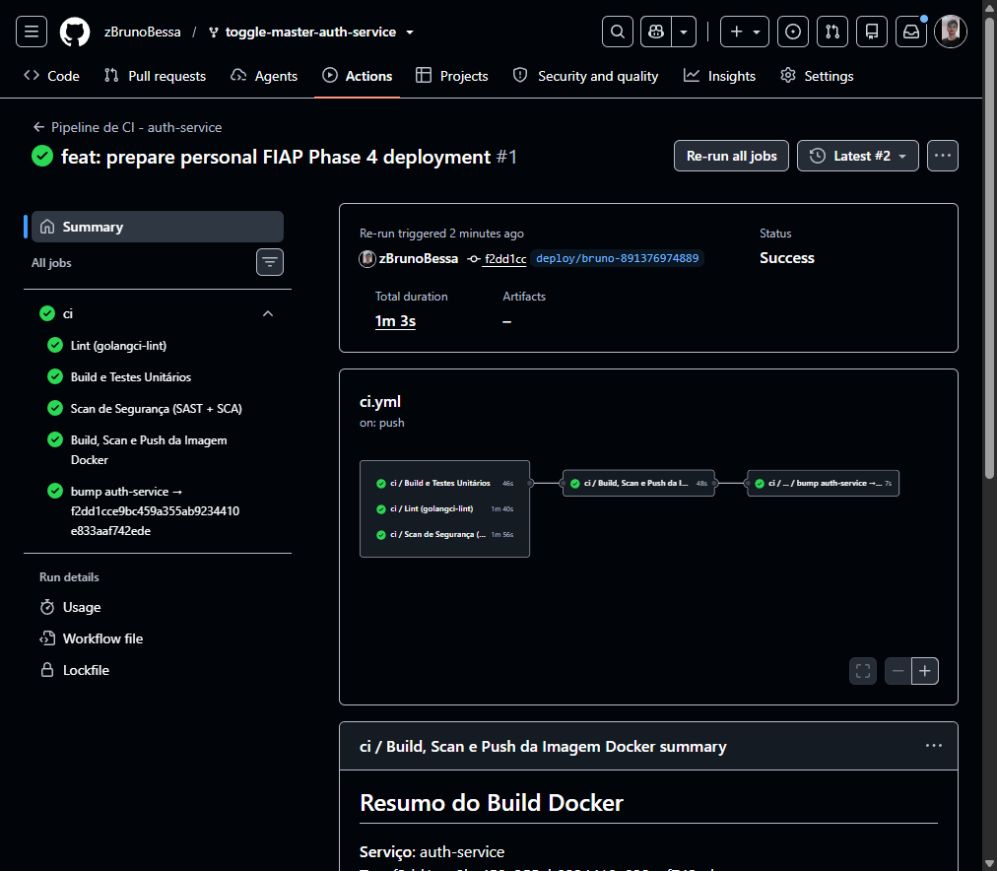 zBrunoBessa / toggle-master-auth-service
Code Pull requests Agents Actions Projects Security and quality Insights Settings
← Pipeline de CI - auth-service
feat: prepare personal FIAP Phase 4 deployment #1
Re-run all jobs Latest #2 ...
Summary
All jobs
ci
Lint (golangci-lint)
Build e Testes Unitários
Scan de Segurança (SAST + SCA)
Build, Scan e Push da Imagem
Docker
bump auth-service →
f2dd1cce9bc459a355ab9234410
e833aaf742ede
Run details
Usage
Workflow file
Lockfile
Re-run triggered 2 minutes ago
zBrunoBessa f2dd1cc deploy/bruno-891376974889
Status
Success
Total duration
1m 3s
Artifacts
–
ci.yml
on: push
ci / Build e Testes Unitários 46s
ci / Lint (golangci-lint) 1m 40s
ci / Scan de Segurança (... 1m 56s
ci / Build, Scan e Push da I... 48s
ci / ... / bump auth-service →... 7s
ci / Build, Scan e Push da Imagem Docker summary
...
Resumo do Build Docker
Serviço: auth-service